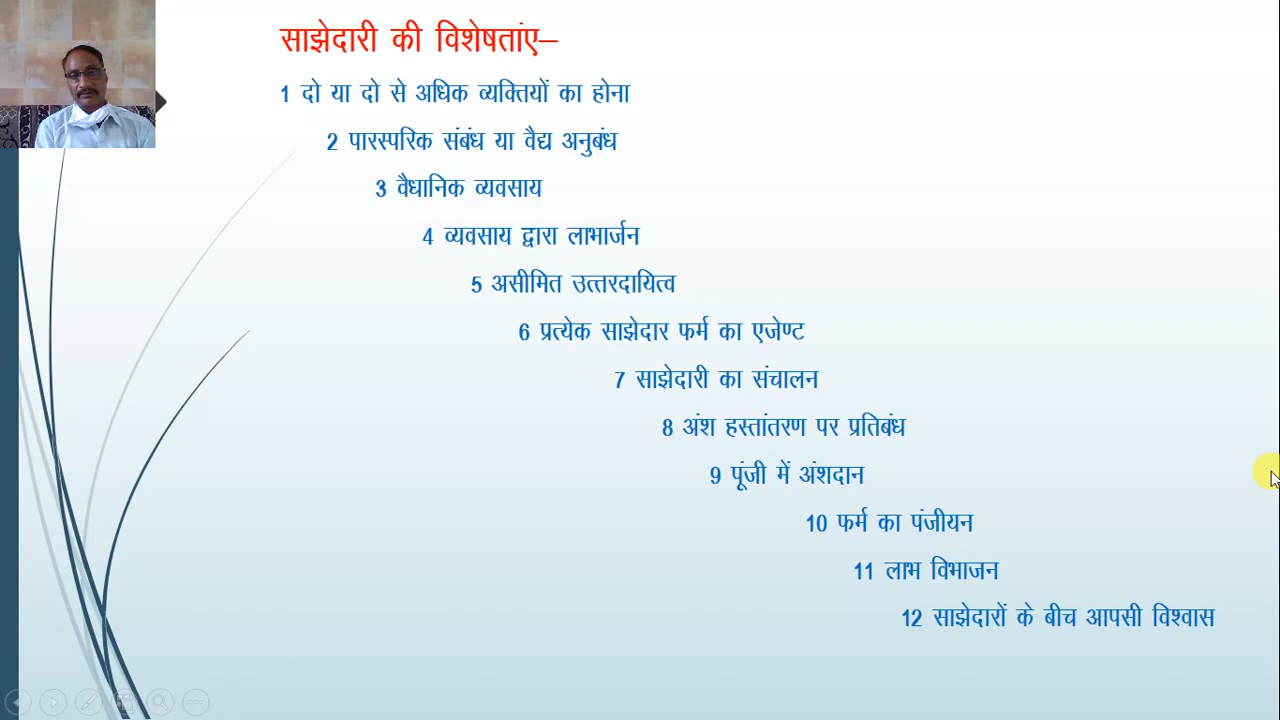 साझेदारी की विशेषतांए–
1 दो या दो से अधिक व्यक्तियों का होना
2 पारस्परिक संबंध या वैद्य अनुबंध
3 वैधानिक व्यवसाय
4 व्यवसाय द्वारा लाभार्जन
5 असीमित उत्तरदायित्व
6 प्रत्येक साझेदार फर्म का एजेण्ट
7 साझेदारी का संचालन
8 अंश हस्तांतरण पर प्रतिबंध
9 पूंजी में अंशदान
10 फर्म का पंजीयन
11 लाभ विभाजन
12 साझेदारों के बीच आपसी विश्वास